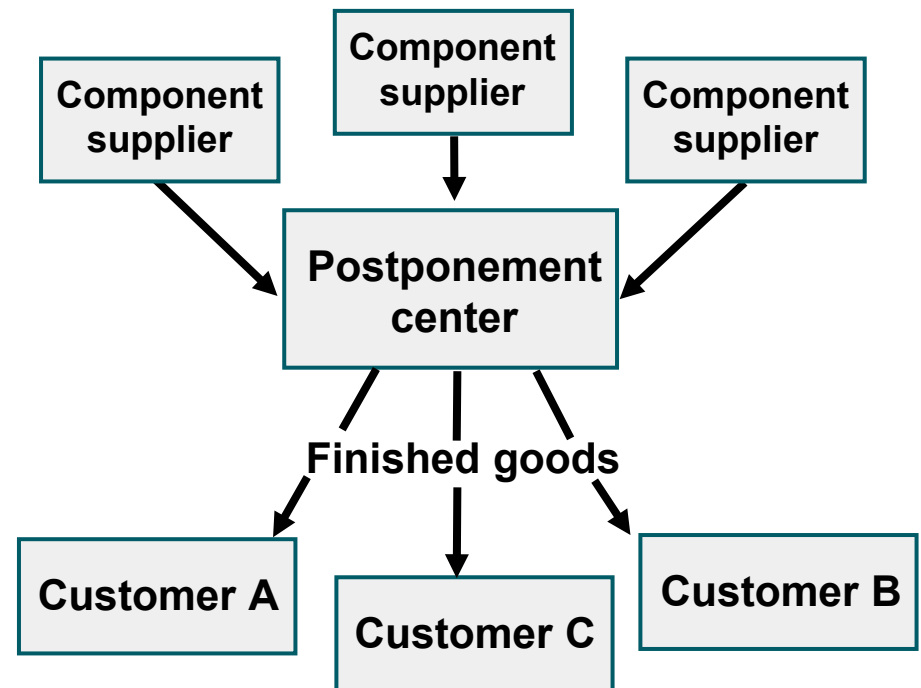 Component
supplier
Component
supplier
Component
supplier
Postponement
center
Finished goods
Customer A
Customer C
Customer B